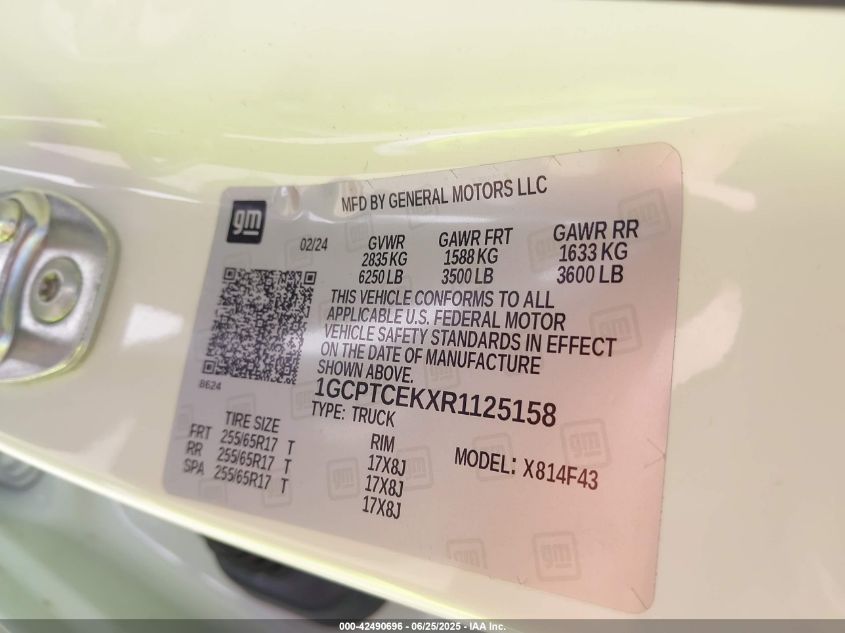 gm
MFD BY GENERAL MOTORS LLC
02/24
GVWR GAWR FRT GAWR RR
2835 KG 1588 KG 1633 KG
6250 LB 3500 LB 3600 LB
THIS VEHICLE CONFORMS TO ALL
APPLICABLE U.S. FEDERAL MOTOR
VEHICLE SAFETY STANDARDS IN EFFECT
ON THE DATE OF MANUFACTURE
SHOWN ABOVE.
B624
1GCPTCEKXR1125158
TYPE: TRUCK
TIRE SIZE RIM
FRT 255/65R17 T 17X8J
RR 255/65R17 T 17X8J
SPA 255/65R17 T 17X8J
MODEL: X814F43
000-42490696 - 06/25/2025 - IAA Inc.